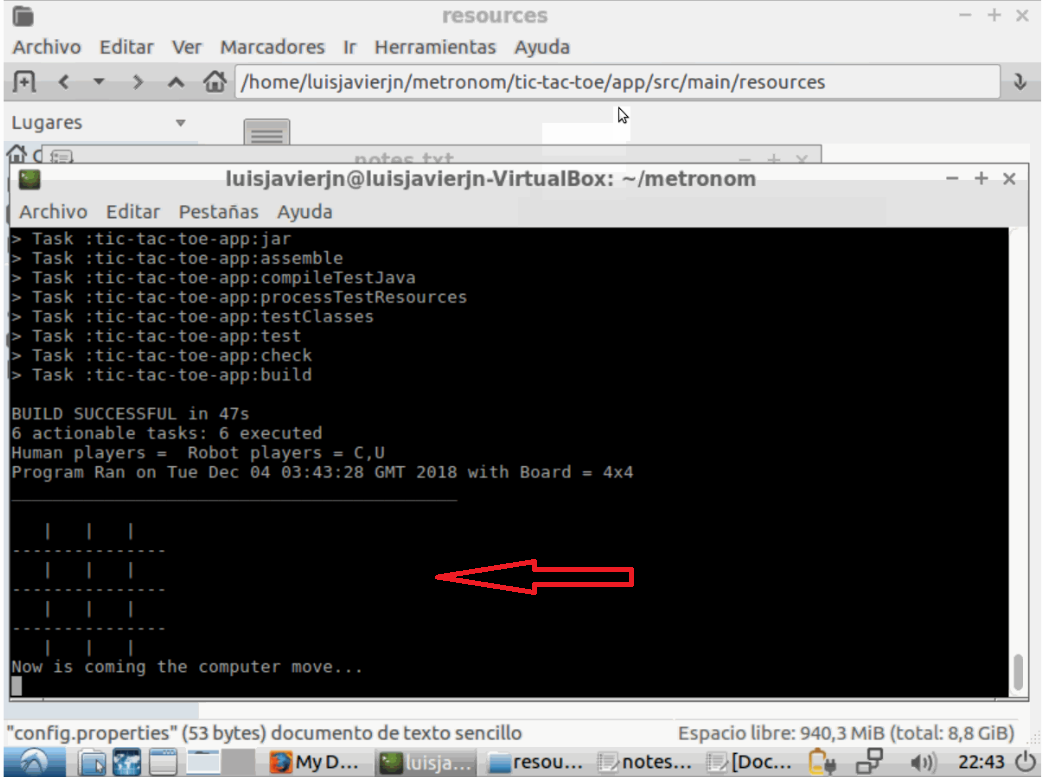 resources
Archivo Editar Ver Marcadores Ir Herramientas Ayuda
/home/luisjavierjn/metronom/tic-tac-toe/app/src/main/resources
Lugares
notes.txt
luisjavierjn@luisjavierjn-VirtualBox: ~/metronom
Archivo Editar Pestañas Ayuda
> Task :tic-tac-toe-app:jar
> Task :tic-tac-toe-app:assemble
> Task :tic-tac-toe-app:compileTestJava
> Task :tic-tac-toe-app:processTestResources
> Task :tic-tac-toe-app:testClasses
> Task :tic-tac-toe-app:test
> Task :tic-tac-toe-app:check
> Task :tic-tac-toe-app:build
BUILD SUCCESSFUL in 47s
6 actionable tasks: 6 executed
Human players =  Robot players = C,U
Program Ran on Tue Dec 04 03:43:28 GMT 2018 with Board = 4x4
___________________________________________
   |   |   |
---------------
   |   |   |
---------------
   |   |   |
---------------
   |   |   |
Now is coming the computer move...
"config.properties" (53 bytes) documento de texto sencillo
Espacio libre: 940,3 MiB (total: 8,8 GiB)
My D... luisja... resou... notes... [Doc... 22:43